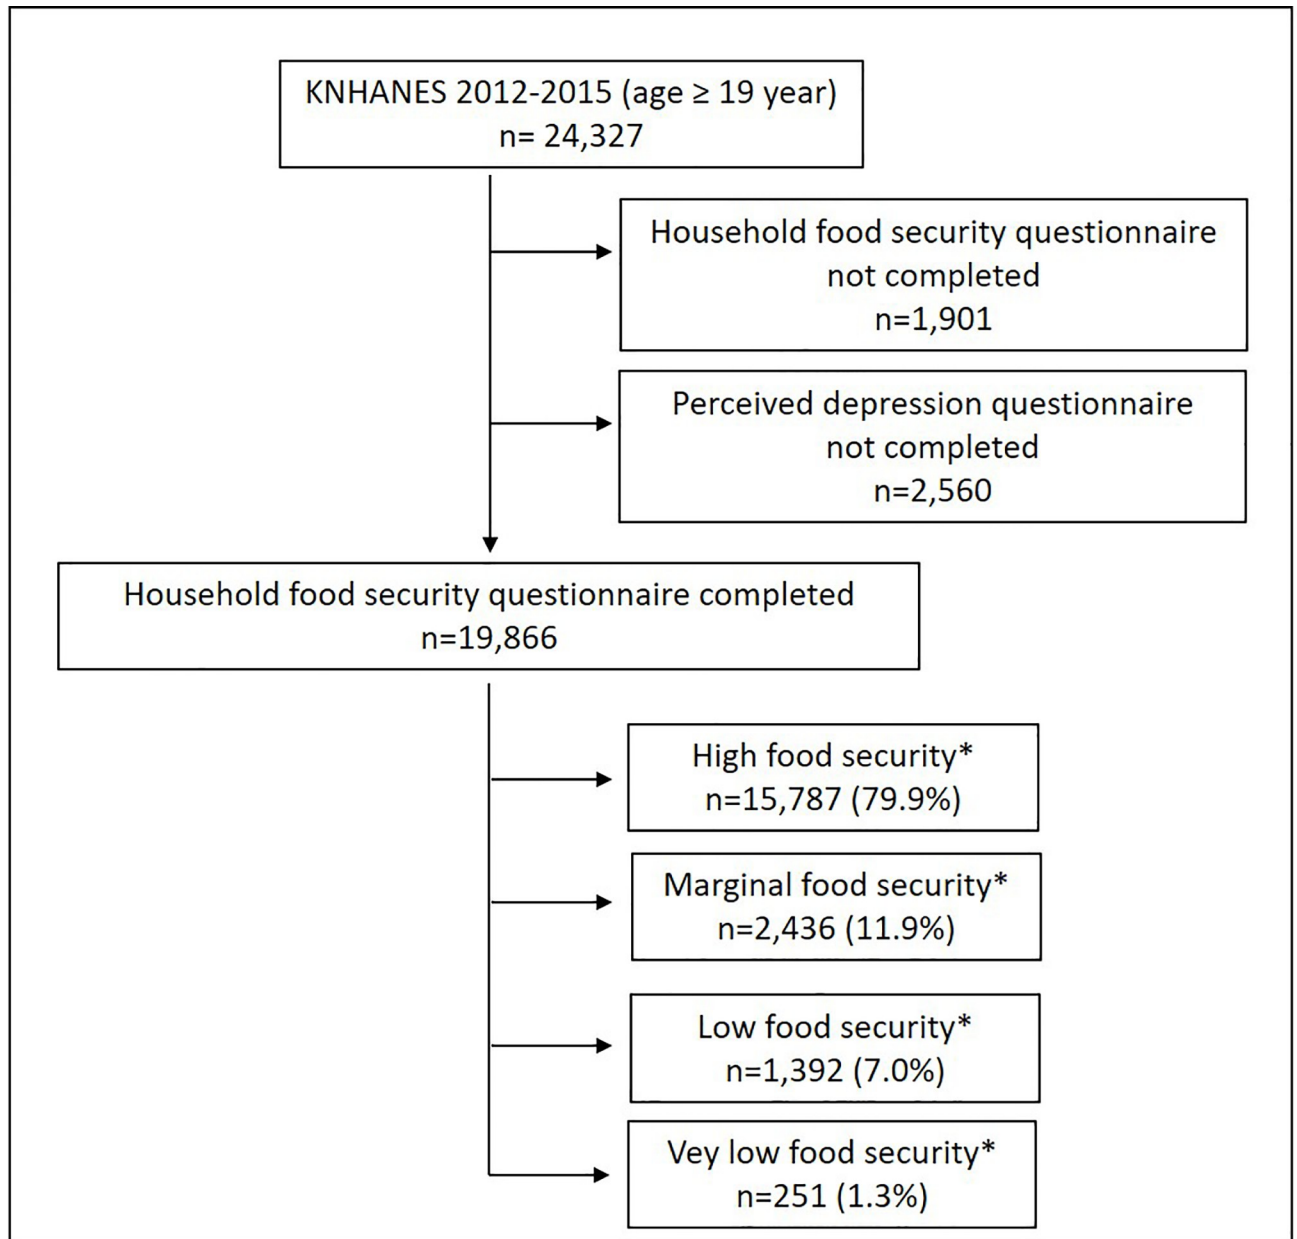 KNHANES 2012-2015 (age ≥ 19 year)
n= 24,327
Household food security questionnaire
not completed
n=1,901
Perceived depression questionnaire
not completed
n=2,560
Household food security questionnaire completed
n=19,866
High food security*
n=15,787 (79.9%)
Marginal food security*
n=2,436 (11.9%)
Low food security*
n=1,392 (7.0%)
Vey low food security*
n=251 (1.3%)